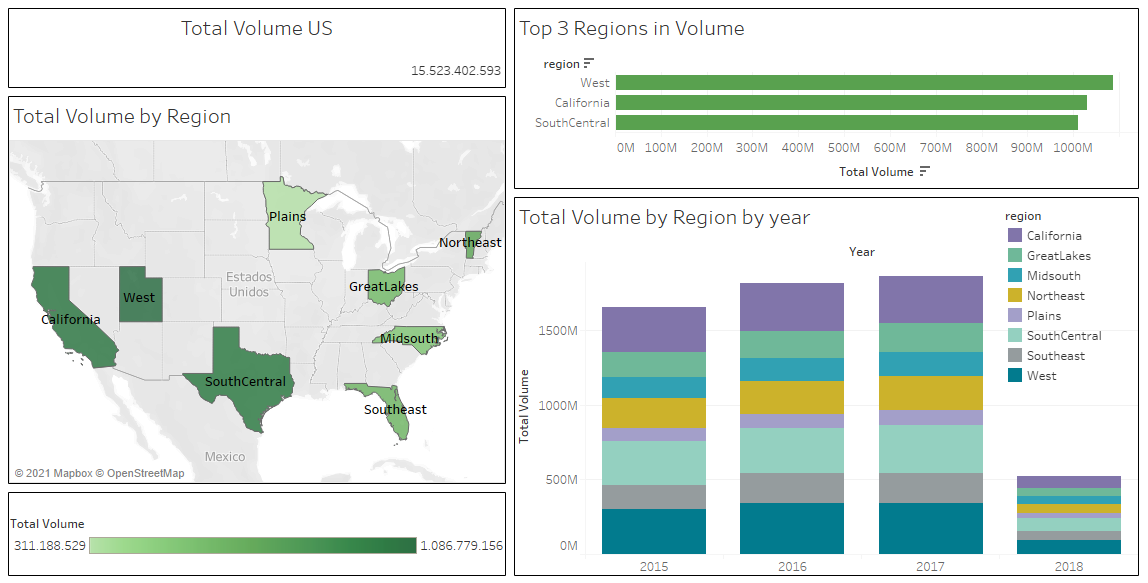 Total Volume US
15.523.402.593
Total Volume by Region
Plains
Northeast
Estados
Unidos
GreatLakes
West
California
Midsouth
SouthCentral
Southeast
Mexico
© 2021 Mapbox © OpenStreetMap
Total Volume
311.188.529
1.086.779.156
Top 3 Regions in Volume
region
West
California
SouthCentral
0M 100M 200M 300M 400M 500M 600M 700M 800M 900M 1000M
Total Volume
Total Volume by Region by year
region
California
GreatLakes
Midsouth
Northeast
Plains
SouthCentral
Southeast
West
Year
Total Volume
1500M
1000M
500M
0M
2015 2016 2017 2018